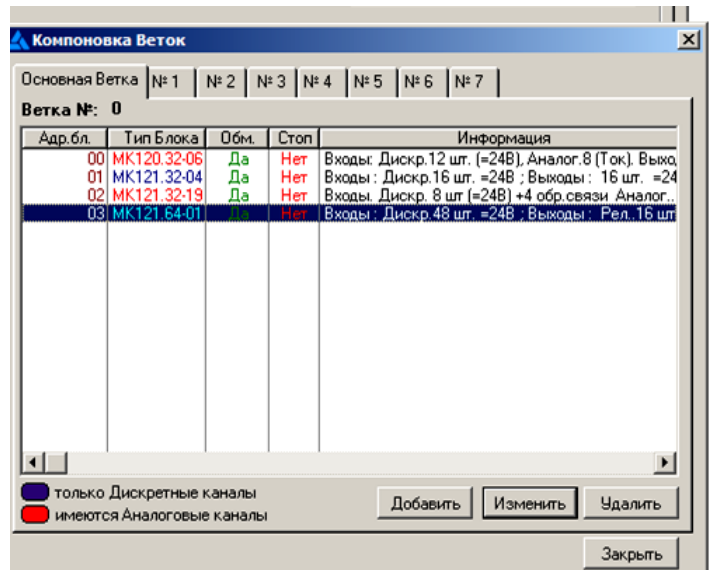 Компоновка Веток
Основная Ветка № 1 № 2 № 3 № 4 № 5 № 6 № 7
Ветка №: 0
Адр.бл. Тип Блока Обм. Стоп Информация
00 МК120.32-06 Да Нет Входы: Дискр.12 шт. (=24В), Аналог.8 (Ток). Выхо,
01 МК121.32-04 Да Нет Входы : Дискр.16 шт. =24В ; Выходы : 16 шт. =24
02 МК121.32-19 Да Нет Входы. Дискр. 8 шт (=24В) +4 обр.связи Аналог..
03 МК121.64-01 Да Нет Входы : Дискр.48 шт. =24В ; Выходы : Рел..16 шт
только Дискретные каналы
имеются Аналоговые каналы
Добавить Изменить Удалить
Закрыть